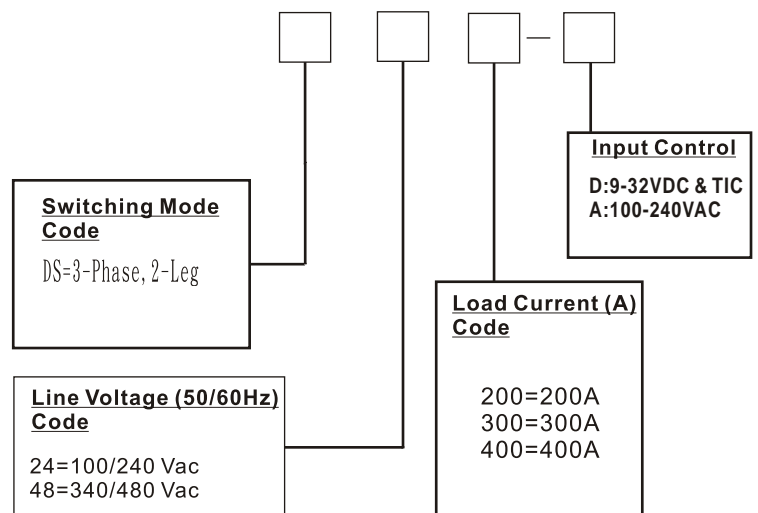 Input Control
D:9-32VDC & TIC
A:100-240VAC
Switching Mode
Code
DS=3-Phase, 2-Leg
Load Current (A)
Code
200=200A
300=300A
400=400A
Line Voltage (50/60Hz)
Code
24=100/240 Vac
48=340/480 Vac